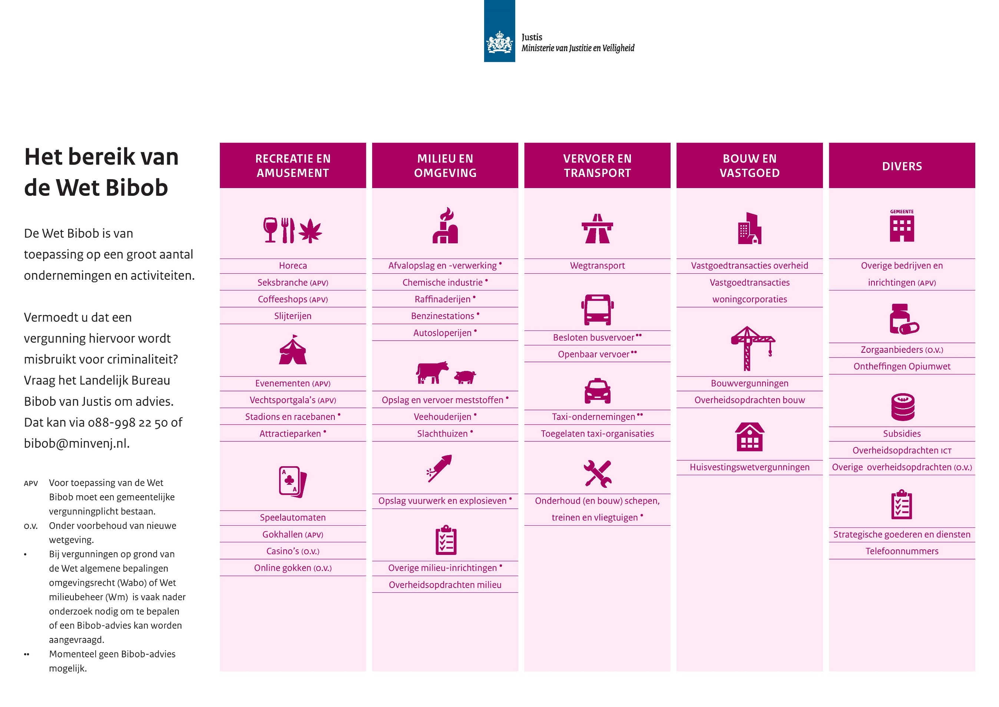 Justis
Ministerie van Justitie en Veiligheid
Het bereik van
de Wet Bibob
De Wet Bibob is van
toepassing op een groot aantal
ondernemingen en activiteiten.
Vermoedt u dat een
vergunning hiervoor wordt
misbruikt voor criminaliteit?
Vraag het Landelijk Bureau
Bibob van Justis om advies.
Dat kan via 088-998 22 50 of
bibob@minvenj.nl.
APV Voor toepassing van de Wet
Bibob moet een gemeentelijke
vergunningplicht bestaan.
O.V. Onder voorbehoud van nieuwe
wetgeving.
• Bij vergunningen op grond van
de Wet algemene bepalingen
omgevingsrecht (Wabo) of Wet
milieubeheer (Wm) is vaak nader
onderzoek nodig om te bepalen
of een Bibob-advies kan worden
aangevraagd.
•• Momenteel geen Bibob-advies
mogelijk.
RECREATIE EN
AMUSEMENT
Horeca
Seksbranche (APV)
Coffeeshops (APV)
Slijterijen
Evenementen (APV)
Vechtsportgala's (APV)
Stadions en racebanen •
Attractieparken •
A
A
Speelautomaten
Gokhallen (APV)
Casino's (O.V.)
Online gokken (O.V.)
MILIEU EN
OMGEVING
Afvalopslag en -verwerking •
Chemische industrie •
Raffinaderijen •
Benzinestations •
Autosloperijen •
Opslag en vervoer meststoffen •
Veehouderijen •
Slachthuizen •
Opslag vuurwerk en explosieven •
Overige milieu-inrichtingen •
Overheidsopdrachten milieu
VERVOER EN
TRANSPORT
Wegtransport
Besloten busvervoer ••
Openbaar vervoer ••
Taxi-ondernemingen ••
Toegelaten taxi-organisaties
Onderhoud (en bouw) schepen,
treinen en vliegtuigen •
BOUW EN
VASTGOED
Vastgoedtransacties overheid
Vastgoedtransacties
woningcorporaties
Bouwvergunningen
Overheidsopdrachten bouw
Huisvestingswetvergunningen
DIVERS
GEMEENTE
Overige bedrijven en
inrichtingen (APV)
Zorgaanbieders (O.V.)
Ontheffingen Opiumwet
Subsidies
Overheidsopdrachten ICT
Overige overheidsopdrachten (O.V.)
Strategische goederen en diensten
Telefoonnummers